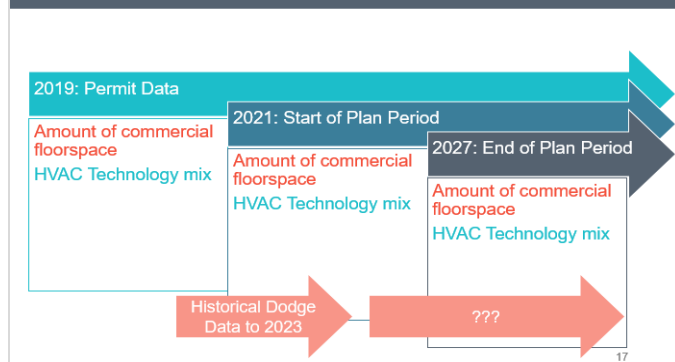 2019: Permit Data
Amount of commercial
floorspace
HVAC Technology mix
2021: Start of Plan Period
Amount of commercial
floorspace
HVAC Technology mix
2027: End of Plan Period
Amount of commercial
floorspace
HVAC Technology mix
Historical Dodge
Data to 2023
???
17